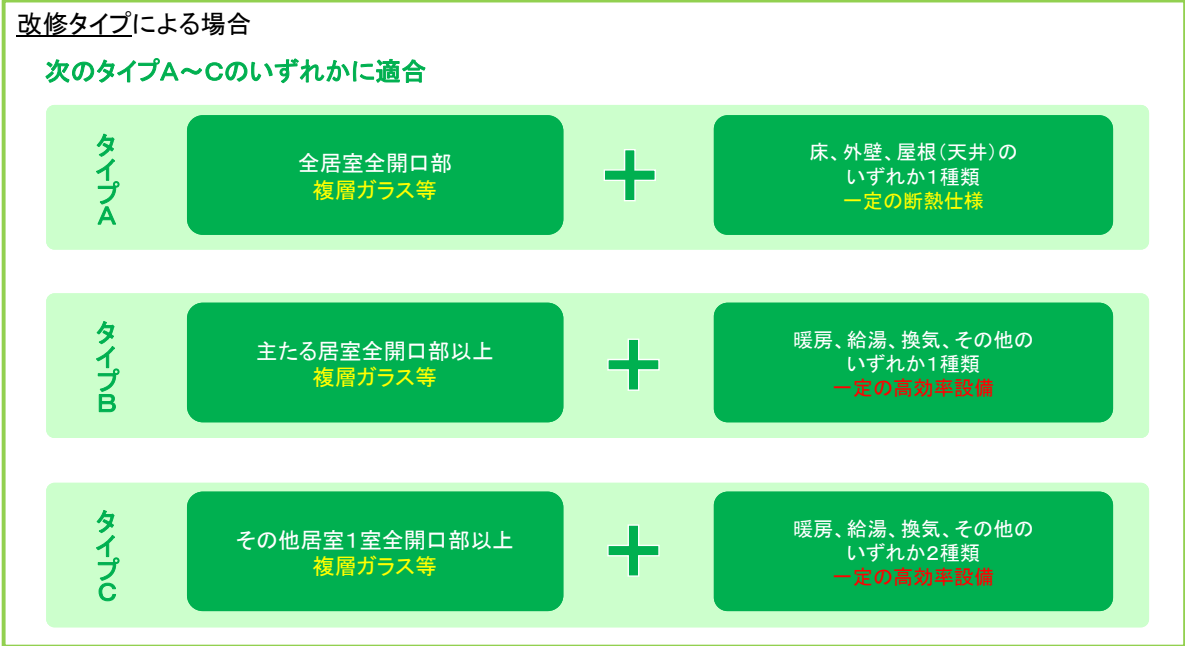 改修タイプによる場合
次のタイプA~Cのいずれかに適合
タイプA
全居室全開口部
複層ガラス等
+
床、外壁、屋根(天井)の
いずれか1種類
一定の断熱仕様
タイプB
主たる居室全開口部以上
複層ガラス等
+
暖房、給湯、換気、その他の
いずれか1種類
一定の高効率設備
タイプC
その他居室1室全開口部以上
複層ガラス等
+
暖房、給湯、換気、その他の
いずれか2種類
一定の高効率設備